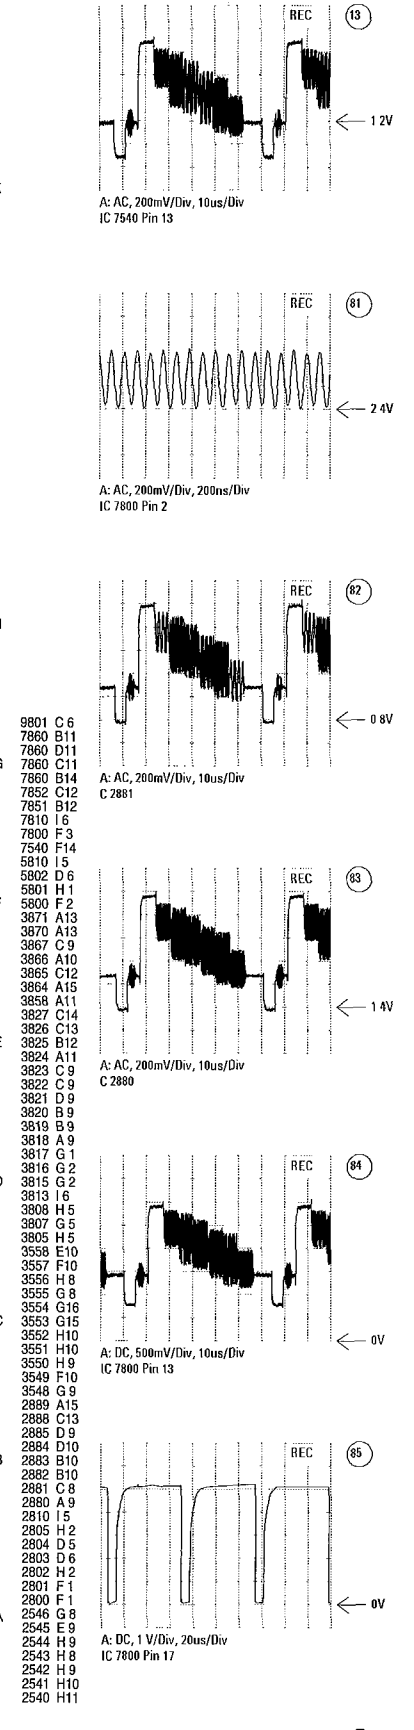 REC 13
1 2V
A: AC, 200mV/Div, 10us/Div
IC 7540 Pin 13
REC 81
2 4V
A: AC, 200mV/Div, 200ns/Div
IC 7800 Pin 2
REC 82
0 8V
A: AC, 200mV/Div, 10us/Div
C 2881
REC 83
1 4V
A: AC, 200mV/Div, 10us/Div
C 2880
REC 84
0V
A: DC, 500mV/Div, 10us/Div
IC 7800 Pin 13
REC 85
0V
A: DC, 1 V/Div, 20us/Div
IC 7800 Pin 17
9801 C 6
7860 B11
7860 D11
7860 C11
7860 B14
7852 C12
7851 B12
7810 I 6
7800 F 3
7540 F14
5810 I 5
5802 D 6
5801 H 1
5800 F 2
3871 A13
3870 A13
3867 C 9
3866 A10
3865 C12
3864 A15
3858 A11
3827 C14
3826 C13
3825 B12
3824 A11
3823 C 9
3822 C 9
3821 D 9
3820 B 9
3819 B 9
3818 A 9
3817 G 1
3816 G 2
3815 G 2
3813 I 6
3808 H 5
3807 G 5
3805 H 5
3558 E10
3557 F10
3556 H 8
3555 G 8
3554 G16
3553 G15
3552 H10
3551 H10
3550 H 9
3549 F10
3548 G 9
2889 A15
2888 C13
2885 D 9
2884 D10
2883 B10
2882 B10
2881 C 8
2880 A 9
2810 I 5
2805 H 2
2804 D 5
2803 D 6
2802 H 2
2801 F 1
2800 F 1
2546 G 8
2545 E 9
2544 H 9
2543 H 8
2542 H 9
2541 H10
2540 H11